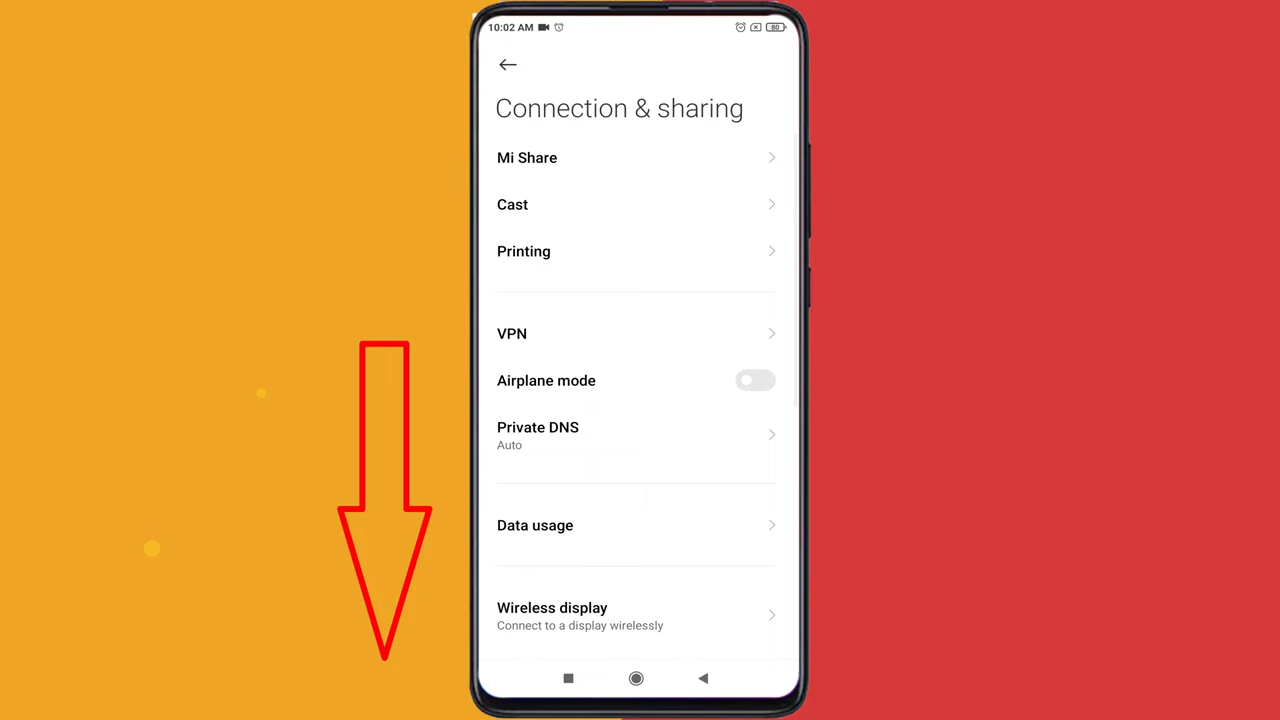 10:02 AM
80
Connection & sharing
Mi Share
Cast
Printing
VPN
Airplane mode
Private DNS
Auto
Data usage
Wireless display
Connect to a display wirelessly